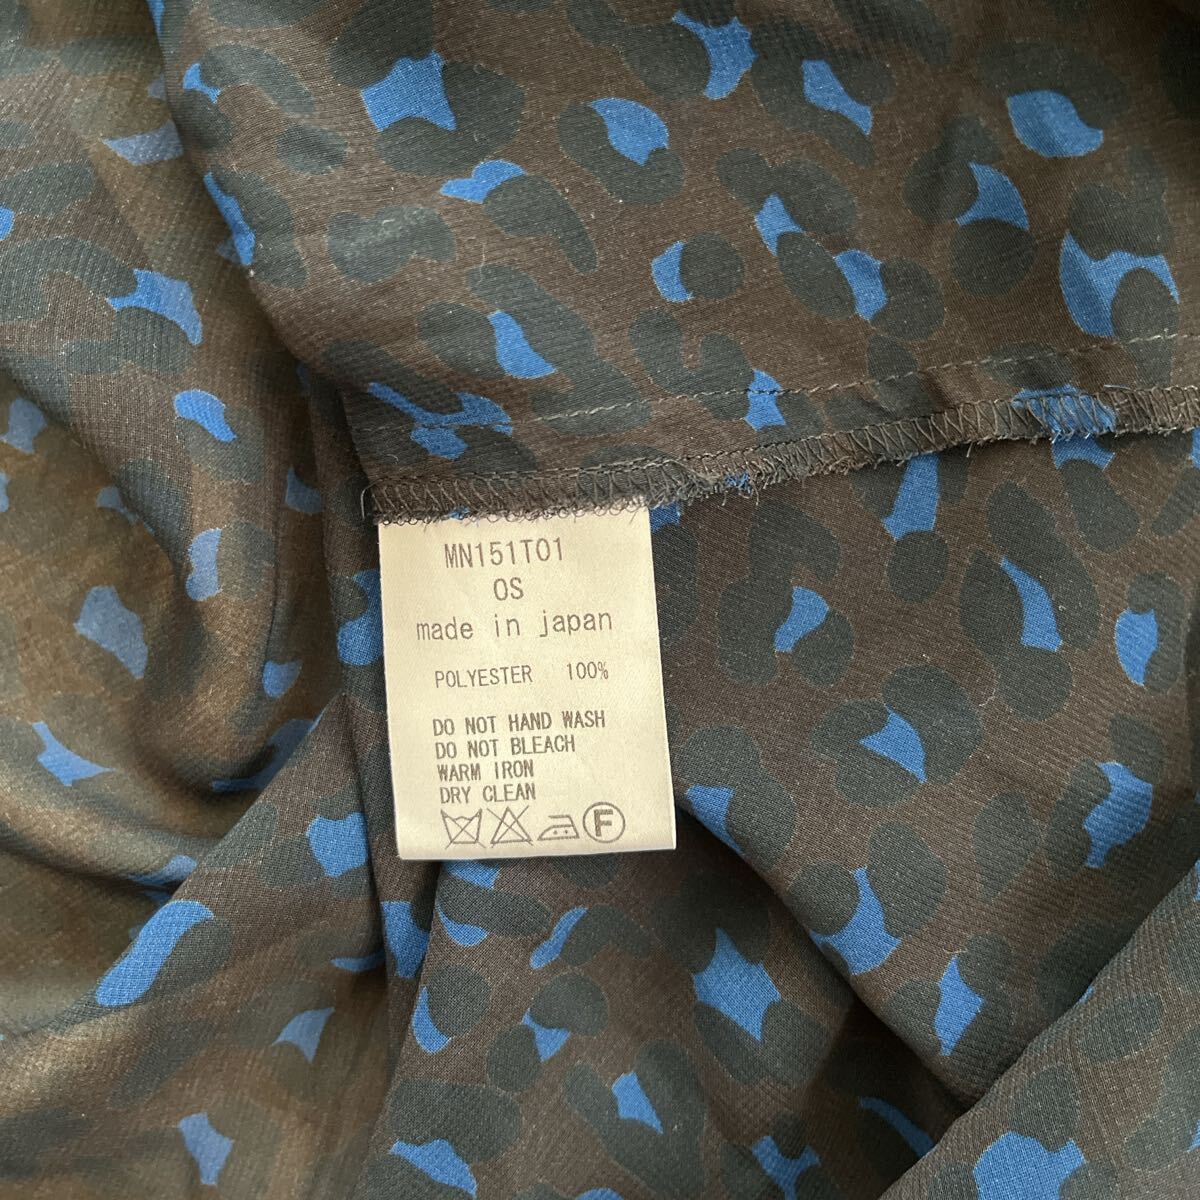 MN151T01
OS
made in japan
POLYESTER 100%
DO NOT HAND WASH
DO NOT BLEACH
WARM IRON
DRY CLEAN
F